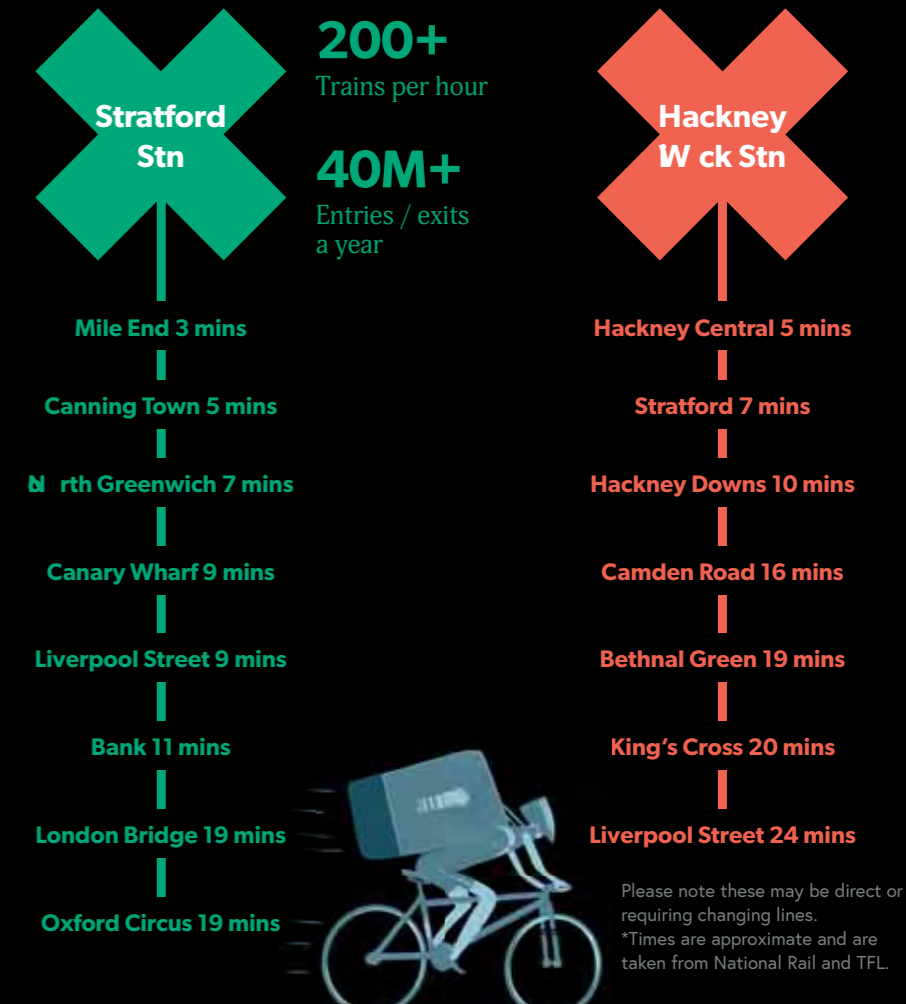 Stratford
Stn
200+
Trains per hour
40M+
Entries / exits
a year
Mile End 3 mins
Canning Town 5 mins
North Greenwich 7 mins
Canary Wharf 9 mins
Liverpool Street 9 mins
Bank 11 mins
London Bridge 19 mins
Oxford Circus 19 mins
Hackney
Wick Stn
Hackney Central 5 mins
Stratford 7 mins
Hackney Downs 10 mins
Camden Road 16 mins
Bethnal Green 19 mins
King's Cross 20 mins
Liverpool Street 24 mins
Please note these may be direct or
requiring changing lines.
*Times are approximate and are
taken from National Rail and TFL.